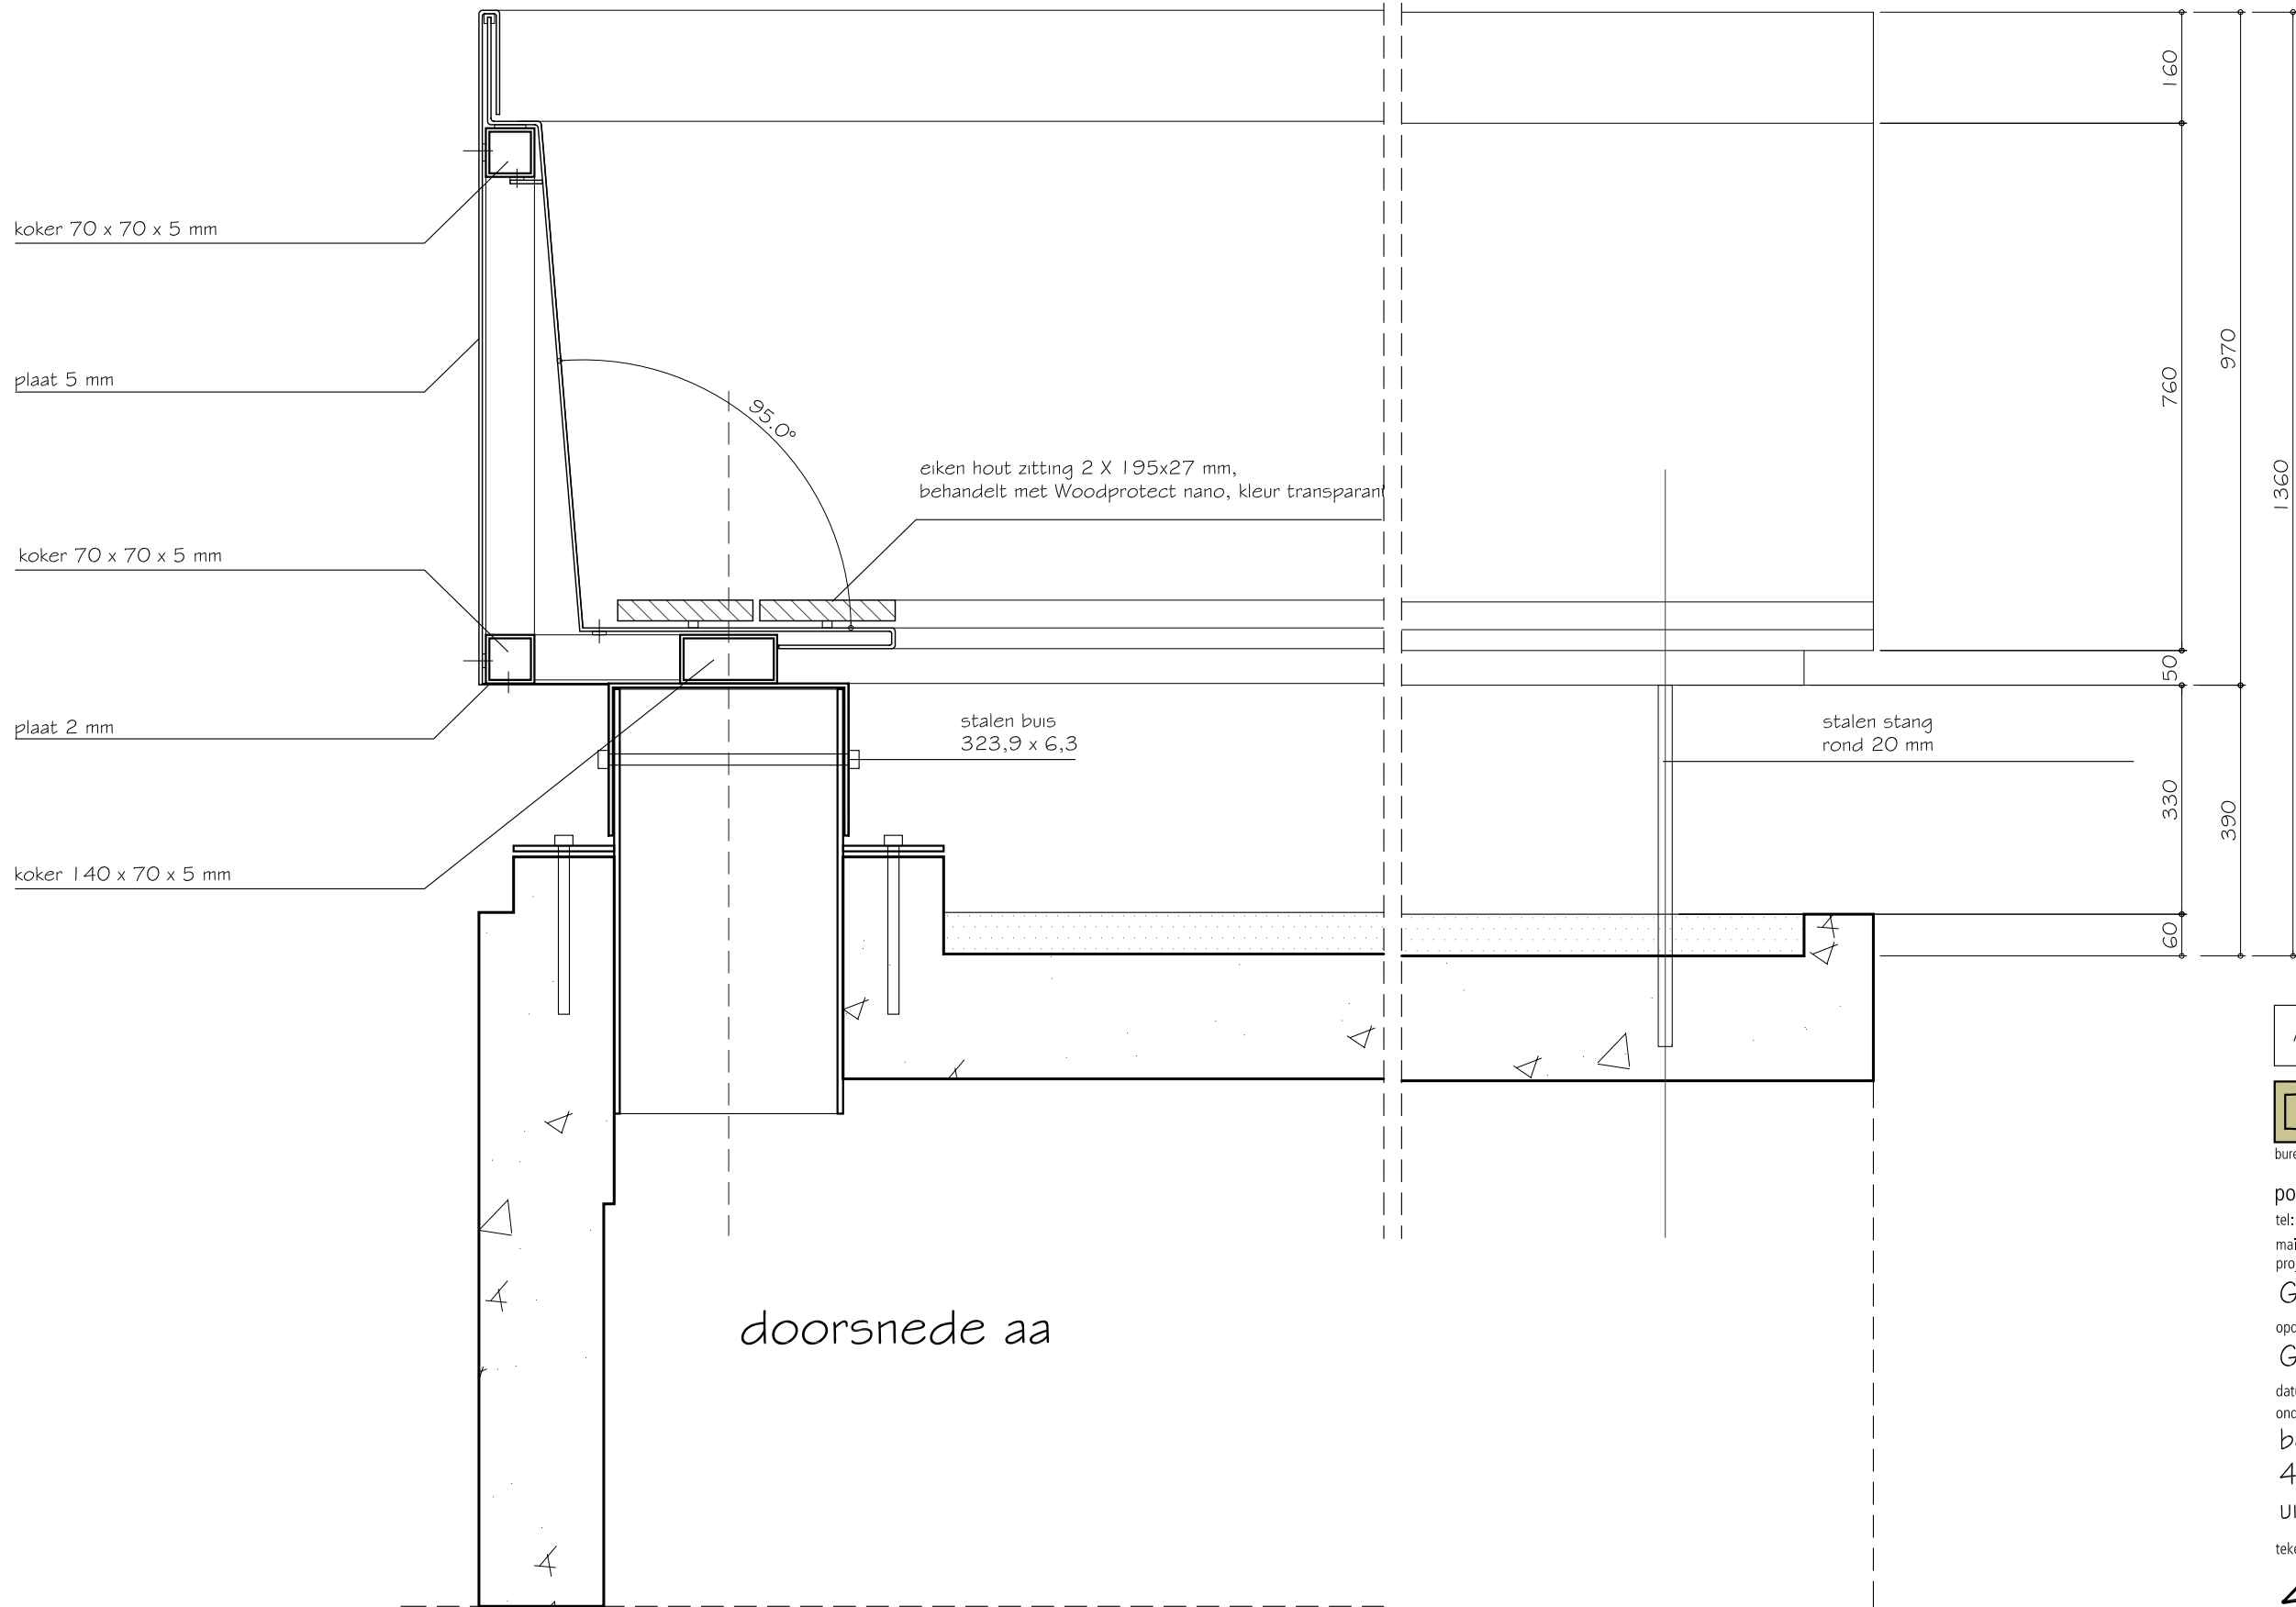 koker 70 x 70 x 5 mm
plaat 5 mm
koker 70 x 70 x 5 mm
plaat 2 mm
koker 140 x 70 x 5 mm
95.0°
eiken hout zitting 2 X 195x27 mm,
behandelt met Woodprotect nano, kleur transparant
stalen buis
323,9 x 6,3
stalen stang
rond 20 mm
160
760
50
330
60
970
390
1360
doorsnede aa
tel: